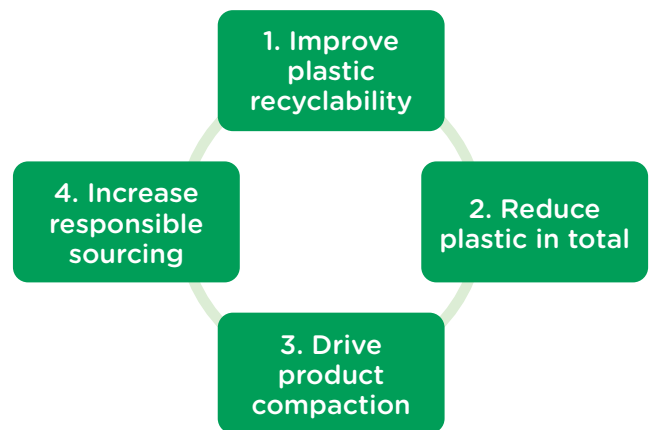 1. Improve
plastic
recyclability
2. Reduce
plastic in total
3. Drive
product
compaction
4. Increase
responsible
sourcing